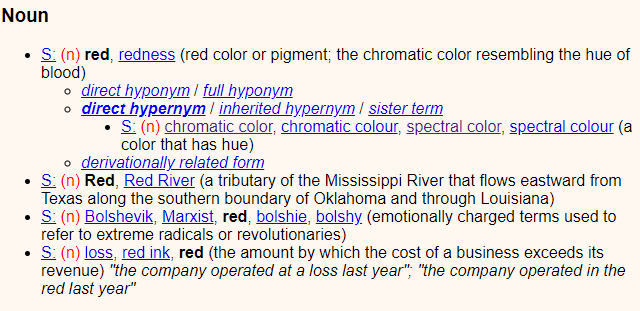 Noun
• S: (n) red, redness (red color or pigment; the chromatic color resembling the hue of
blood)
○ direct hyponym / full hyponym
○ direct hypernym / inherited hypernym / sister term
▪ S: (n) chromatic color, chromatic colour, spectral color, spectral colour (a
color that has hue)
○ derivationally related form
• S: (n) Red, Red River (a tributary of the Mississippi River that flows eastward from
Texas along the southern boundary of Oklahoma and through Louisiana)
• S: (n) Bolshevik, Marxist, red, bolshie, bolshy (emotionally charged terms used to
refer to extreme radicals or revolutionaries)
• S: (n) loss, red ink, red (the amount by which the cost of a business exceeds its
revenue) "the company operated at a loss last year"; "the company operated in the
red last year"